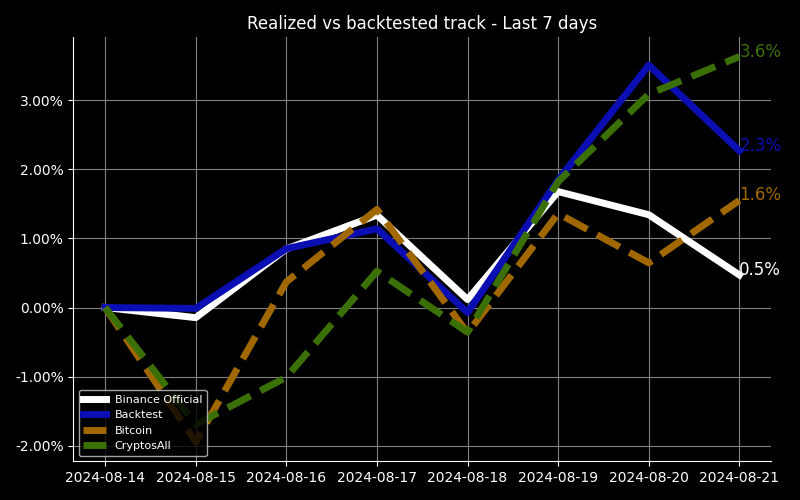 Realized vs backtested track - Last 7 days
3.6%
3.00%
2.3%
2.00%
1.6%
1.00%
0.5%
0.00%
-1.00%
-2.00%
Binance Official
Backtest
Bitcoin
CryptosAll
2024-08-14 2024-08-15 2024-08-16 2024-08-17 2024-08-18 2024-08-19 2024-08-20 2024-08-21